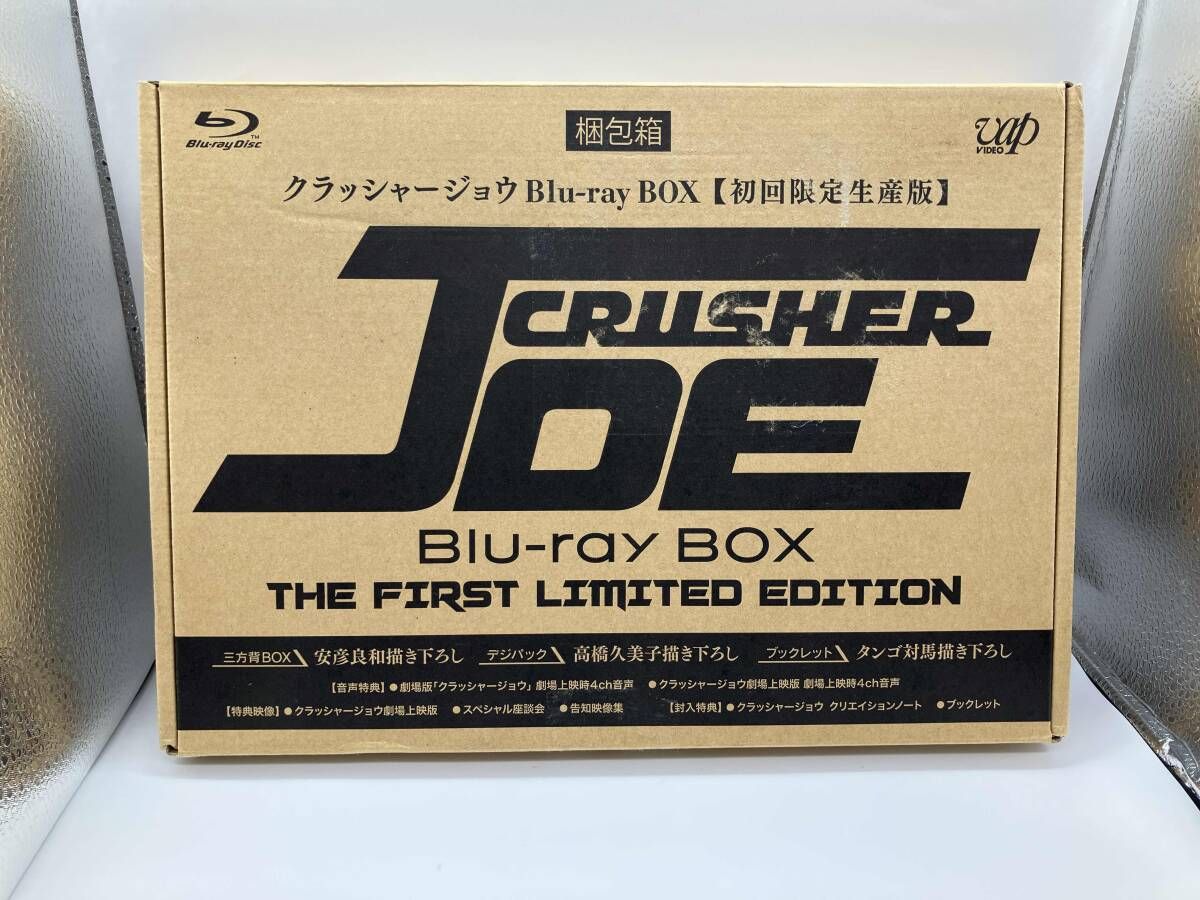 Blu-ray Disc™
梱包箱
vap
VIDEO
クラッシャージョウ Blu-ray BOX【初回限定生産版】
CRUSHER
JOE
Blu-ray BOX
THE FIRST LIMITED EDITION
三方背BOX 安彦良和描き下ろし デジパック 高橋久美子描き下ろし ブックレット タンゴ対馬描き下ろし
【音声特典】●劇場版「クラッシャージョウ」劇場上映時4ch音声 ●クラッシャージョウ劇場上映版 劇場上映時4ch音声
【特典映像】●クラッシャージョウ劇場上映版 ●スペシャル座談会 ●告知映像集 【封入特典】●クラッシャージョウ クリエイションノート ●ブックレット